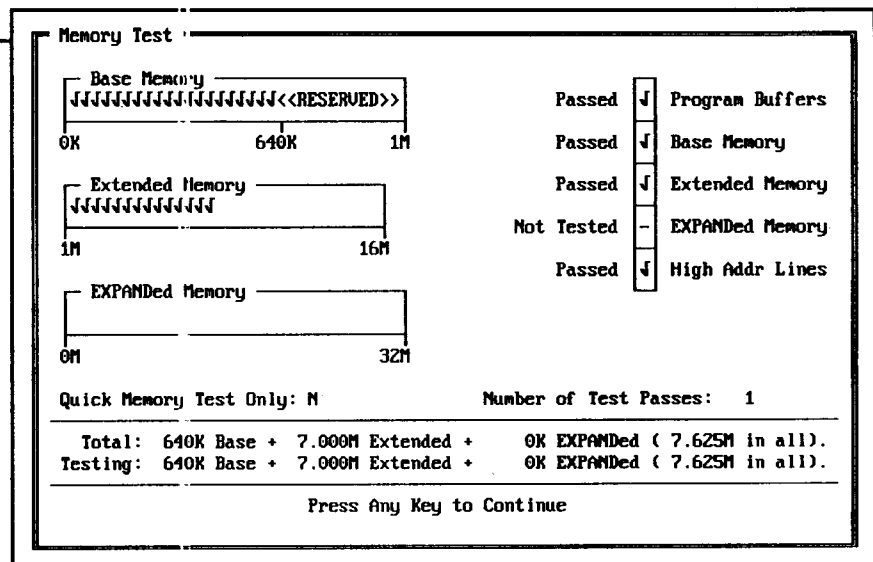 Memory Test
Base Memory
√√√√√√√√√√√√√√√√√√√√<<RESERVED>>
0K 640K 1M
Extended Memory
√√√√√√√√√√√√√√
1M 16M
EXPANDed Memory
0M 32M
Passed √ Program Buffers
Passed √ Base Memory
Passed √ Extended Memory
Not Tested - EXPANDed Memory
Passed √ High Addr Lines
Quick Memory Test Only: N Number of Test Passes: 1
Total: 640K Base + 7.000M Extended + 0K EXPANDed ( 7.625M in all).
Testing: 640K Base + 7.000M Extended + 0K EXPANDed ( 7.625M in all).
Press Any Key to Continue